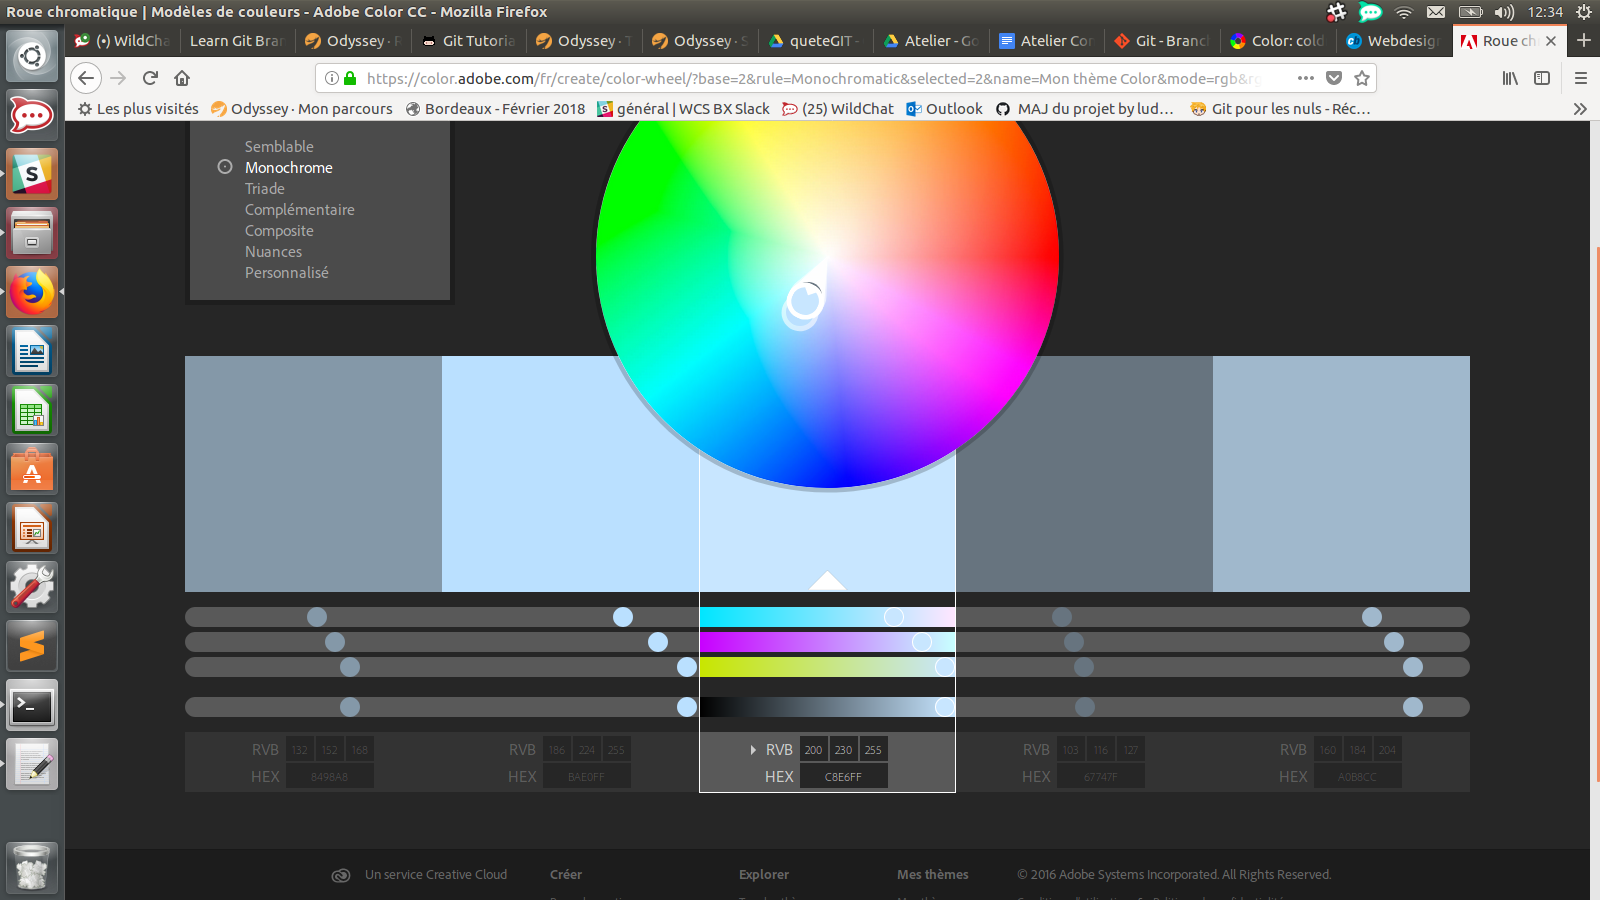 Roue chromatique | Modèles de couleurs - Adobe Color CC - Mozilla Firefox
12:34
(•) WildCha
Learn Git Bran
Odyssey · R
Git Tutoria
Odyssey · T
Odyssey · S
queteGIT -
Atelier - Go
Atelier Cor
Git - Branch
Color: cold
Webdesign
Roue ch
https://color.adobe.com/fr/create/color-wheel/?base=2&rule=Monochromatic&selected=2&name=Mon thème Color&mode=rgb&rg
Les plus visités
Odyssey · Mon parcours
Bordeaux - Février 2018
général | WCS BX Slack
(25) WildChat
Outlook
MAJ du projet by lud…
Git pour les nuls - Réc…
Semblable
Monochrome
Triade
Complémentaire
Composite
Nuances
Personnalisé
RVB 132 152 168
HEX 8498A8
RVB 186 224 255
HEX BAE0FF
RVB 200 230 255
HEX C8E6FF
RVB 103 116 127
HEX 67747F
RVB 160 184 204
HEX A0B8CC
Un service Creative Cloud
Créer
Explorer
Mes thèmes
© 2016 Adobe Systems Incorporated. All Rights Reserved.